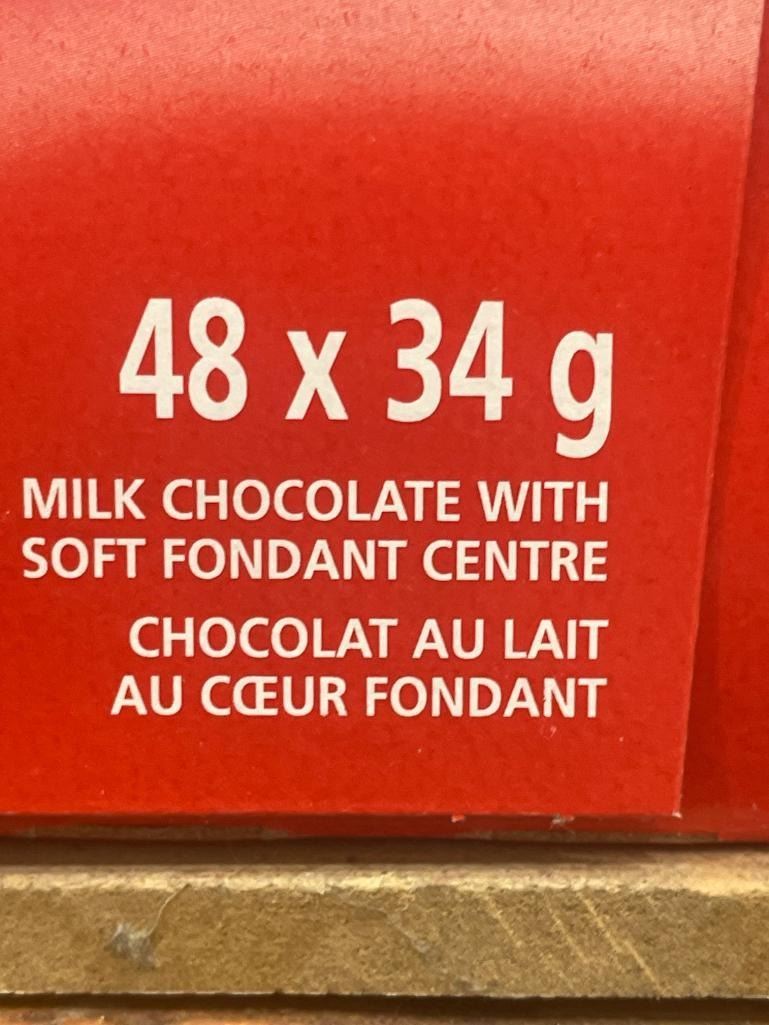 48 x 34 g
MILK CHOCOLATE WITH
SOFT FONDANT CENTRE
CHOCOLAT AU LAIT
AU CŒUR FONDANT